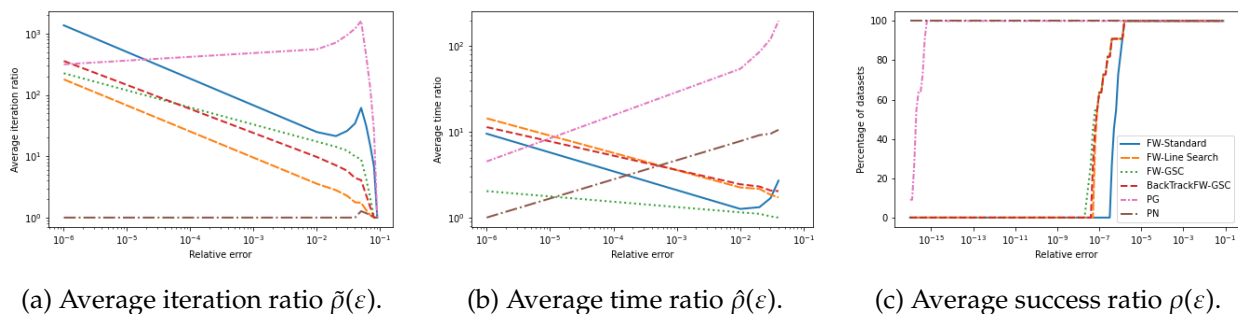 10³
10²
10¹
10⁰
Average iteration ratio
10⁻⁶ 10⁻⁵ 10⁻⁴ 10⁻³ 10⁻² 10⁻¹
Relative error
(a) Average iteration ratio ρ̃(ε).
10²
10¹
10⁰
Average time ratio
10⁻⁶ 10⁻⁵ 10⁻⁴ 10⁻³ 10⁻² 10⁻¹
Relative error
(b) Average time ratio ρ̂(ε).
100
80
60
40
20
0
Percentage of datasets
FW-Standard
FW-Line Search
FW-GSC
BackTrackFW-GSC
PG
PN
10⁻¹⁵ 10⁻¹³ 10⁻¹¹ 10⁻⁹ 10⁻⁷ 10⁻⁵ 10⁻³ 10⁻¹
Relative error
(c) Average success ratio ρ(ε).